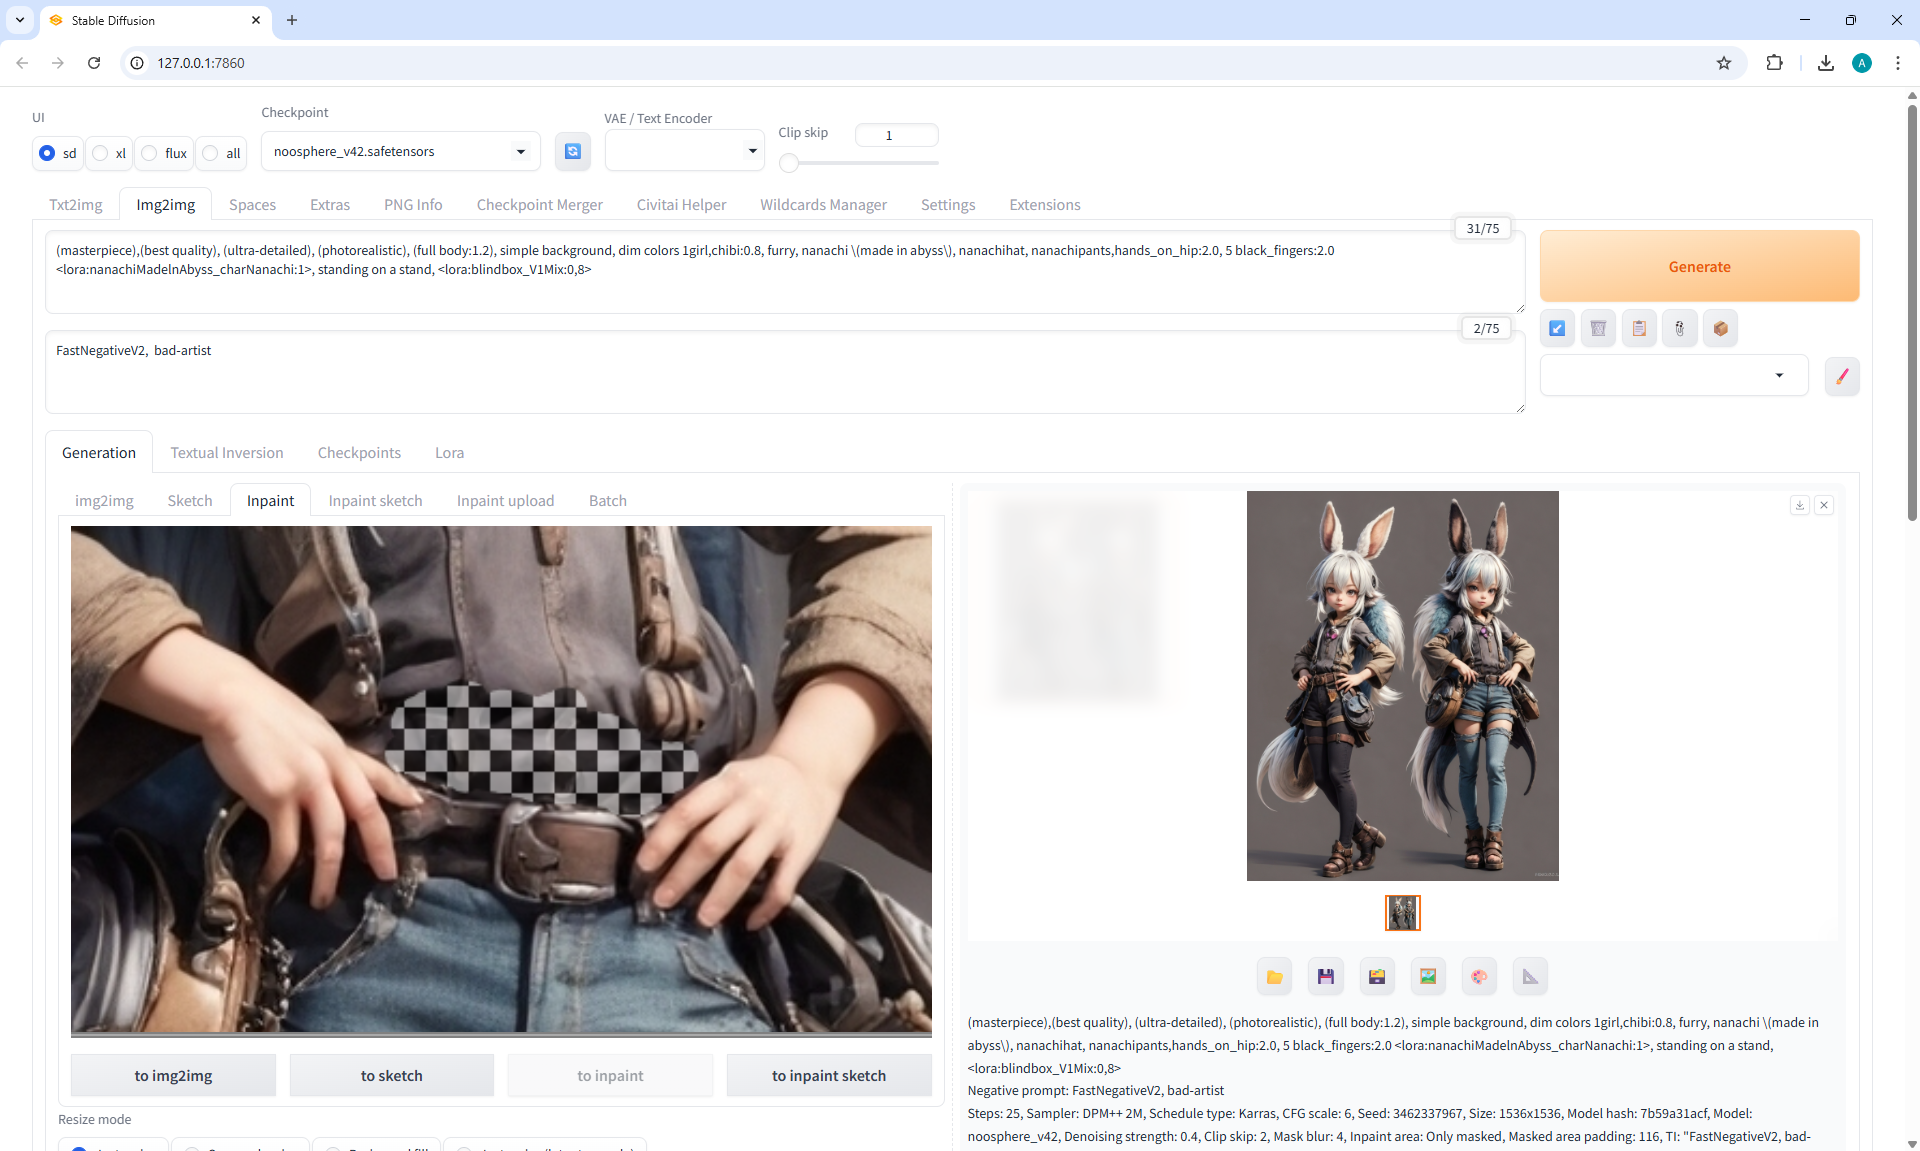 Stable Diffusion
127.0.0.1:7860
A
UI
sd
xl
flux
all
Checkpoint
noosphere_v42.safetensors
VAE / Text Encoder
Clip skip
1
Txt2img
Img2img
Spaces
Extras
PNG Info
Checkpoint Merger
Civitai Helper
Wildcards Manager
Settings
Extensions
31/75
(masterpiece),(best quality), (ultra-detailed), (photorealistic), (full body:1.2), simple background, dim colors 1girl,chibi:0.8, furry, nanachi \(made in abyss\), nanachihat, nanachipants,hands_on_hip:2.0, 5 black_fingers:2.0
<lora:nanachiMadeInAbyss_charNanachi:1>, standing on a stand, <lora:blindbox_V1Mix:0,8>
Generate
2/75
FastNegativeV2, bad-artist
Generation
Textual Inversion
Checkpoints
Lora
img2img
Sketch
Inpaint
Inpaint sketch
Inpaint upload
Batch
to img2img
to sketch
to inpaint
to inpaint sketch
Resize mode
(masterpiece),(best quality), (ultra-detailed), (photorealistic), (full body:1.2), simple background, dim colors 1girl,chibi:0.8, furry, nanachi \(made in
abyss\), nanachihat, nanachipants,hands_on_hip:2.0, 5 black_fingers:2.0 <lora:nanachiMadeInAbyss_charNanachi:1>, standing on a stand,
<lora:blindbox_V1Mix:0,8>
Negative prompt: FastNegativeV2, bad-artist
Steps: 25, Sampler: DPM++ 2M, Schedule type: Karras, CFG scale: 6, Seed: 3462337967, Size: 1536x1536, Model hash: 7b59a31acf, Model:
noosphere_v42, Denoising strength: 0.4, Clip skip: 2, Mask blur: 4, Inpaint area: Only masked, Masked area padding: 116, TI: "FastNegativeV2, bad-